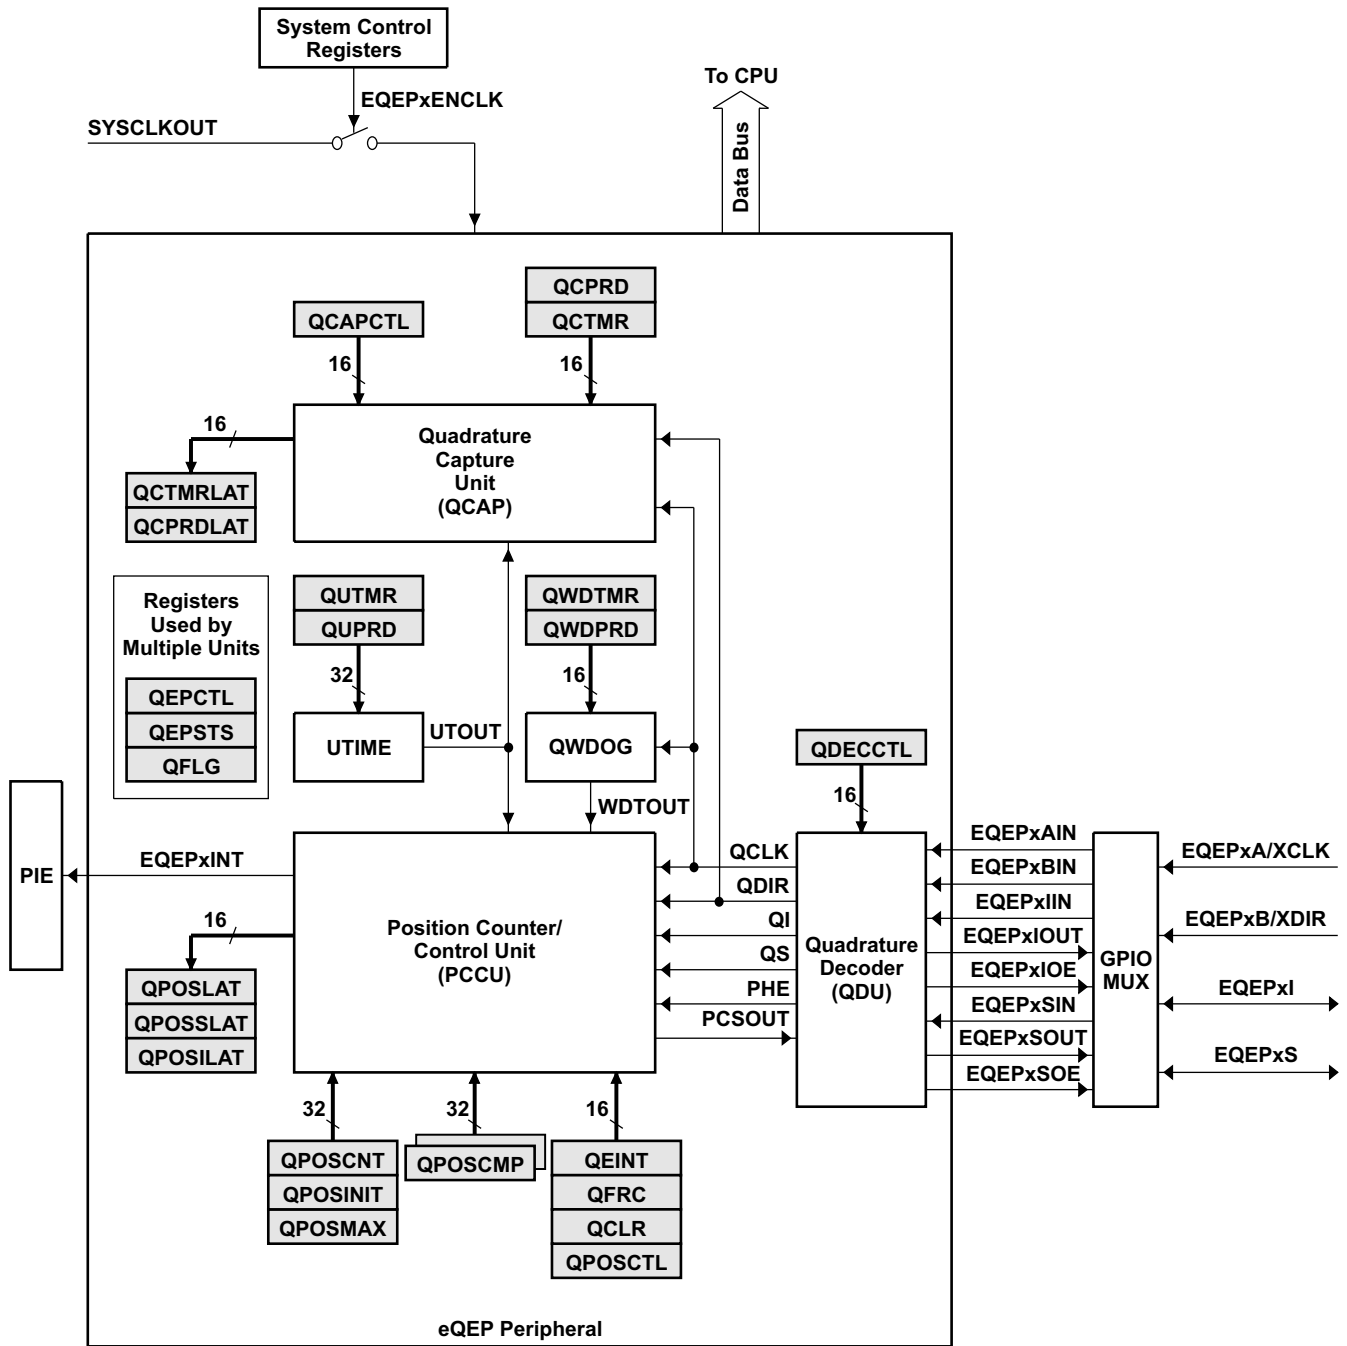 System Control
Registers
To CPU
EQEPxENCLK
SYSCLKOUT
Data Bus
QCPRD
QCAPCTL
QCTMR
16
16
16
Quadrature
Capture
Unit
(QCAP)
QCTMRLAT
QCPRDLAT
Registers
Used by
Multiple Units
QEPCTL
QEPSTS
QFLG
QUTMR
QUPRD
QWDTMR
QWDPRD
32
16
UTIME
UTOUT
QWDOG
QDECCTL
WDTOUT
16
PIE
EQEPxINT
16
Position Counter/
Control Unit
(PCCU)
QCLK
QDIR
QI
QS
PHE
PCSOUT
Quadrature
Decoder
(QDU)
EQEPxAIN
EQEPxBIN
EQEPxIIN
EQEPxIOUT
EQEPxIOE
EQEPxSIN
EQEPxSOUT
EQEPxSOE
GPIO
MUX
EQEPxA/XCLK
EQEPxB/XDIR
EQEPxI
EQEPxS
QPOSLAT
QPOSSLAT
QPOSILAT
32
32
16
QPOSCNT
QPOSINIT
QPOSMAX
QPOSCMP
QEINT
QFRC
QCLR
QPOSCTL
eQEP Peripheral